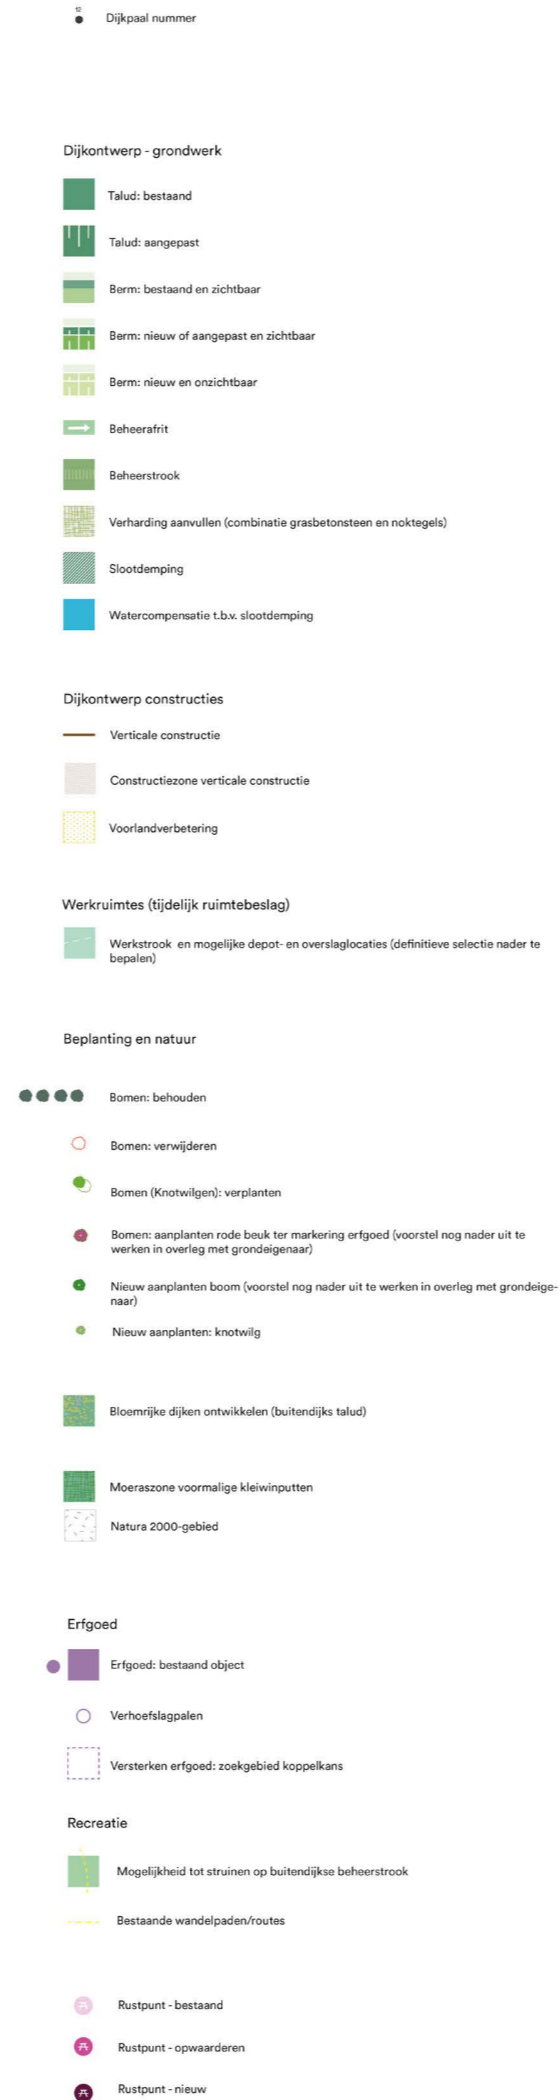 12
Dijkpaal nummer
Dijkontwerp - grondwerk
Talud: bestaand
Talud: aangepast
Berm: bestaand en zichtbaar
Berm: nieuw of aangepast en zichtbaar
Berm: nieuw en onzichtbaar
Beheerafrit
Beheerstrook
Verharding aanvullen (combinatie grasbetonsteen en noktegels)
Slootdemping
Watercompensatie t.b.v. slootdemping
Dijkontwerp constructies
Verticale constructie
Constructiezone verticale constructie
Voorlandverbetering
Werkruimtes (tijdelijk ruimtebeslag)
Werkstrook en mogelijke depot- en overslaglocaties (definitieve selectie nader te
bepalen)
Beplanting en natuur
Bomen: behouden
Bomen: verwijderen
Bomen (Knotwilgen): verplanten
Bomen: aanplanten rode beuk ter markering erfgoed (voorstel nog nader uit te
werken in overleg met grondeigenaar)
Nieuw aanplanten boom (voorstel nog nader uit te werken in overleg met grondeige-
naar)
Nieuw aanplanten: knotwilg
Bloemrijke dijken ontwikkelen (buitendijks talud)
Moeraszone voormalige kleiwinputten
Natura 2000-gebied
Erfgoed
Erfgoed: bestaand object
Verhoefslagpalen
Versterken erfgoed: zoekgebied koppelkans
Recreatie
Mogelijkheid tot struinen op buitendijkse beheerstrook
Bestaande wandelpaden/routes
Rustpunt - bestaand
Rustpunt - opwaarderen
Rustpunt - nieuw